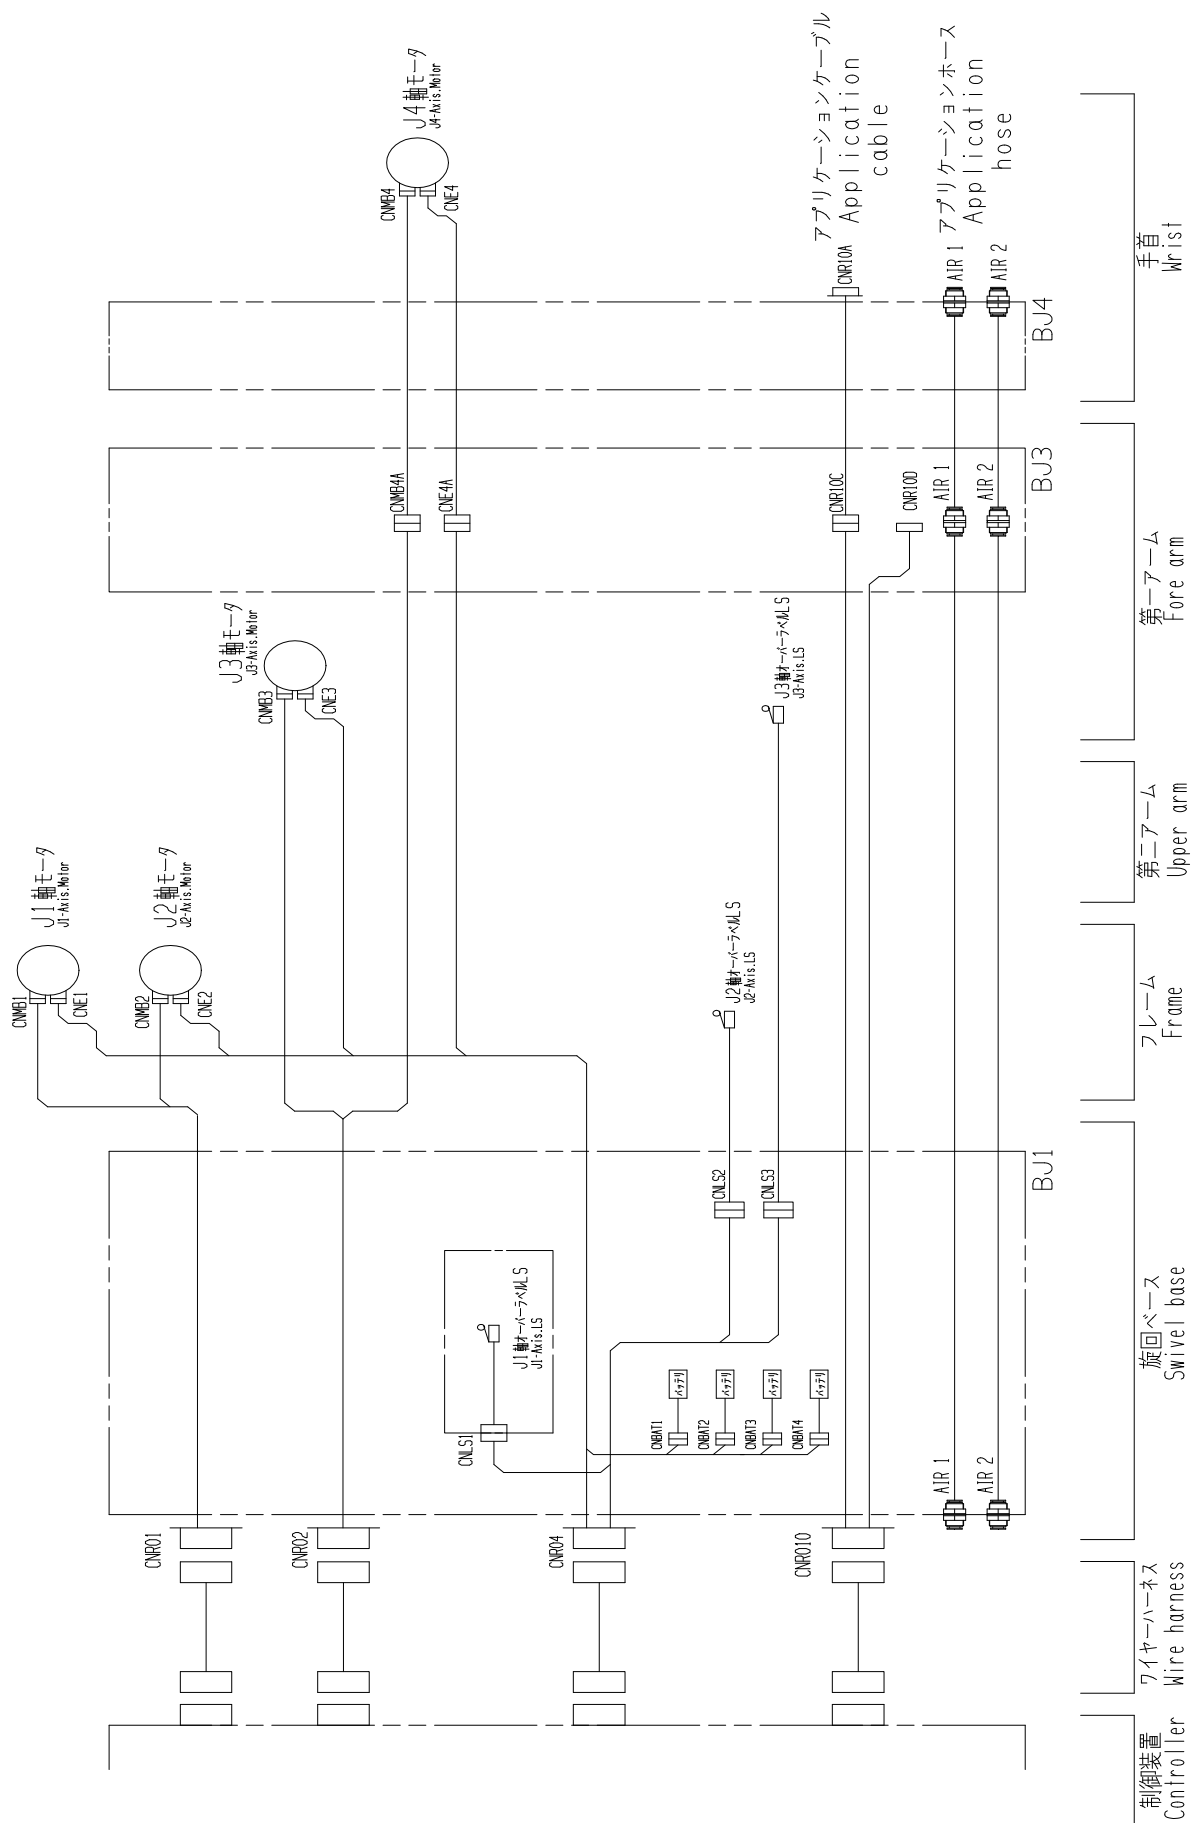 J1軸モータ
J1-Axis.Motor
CNMB1
CNE1
J2軸モータ
J2-Axis.Motor
CNMB2
CNE2
J3軸モータ
J3-Axis.Motor
CNMB3
CNE3
J4軸モータ
J4-Axis.Motor
CNMB4
CNE4
CNMB4A
CNE4A
CNR01
CNR02
CNR04
CNR010
CNLS1
J1軸オーバーラベルLS
J1-Axis.LS
CNLS2
J2軸オーバーラベルLS
J2-Axis.LS
CNLS3
J3軸オーバーラベルLS
J3-Axis.LS
CNBAT1
バッテリ
CNBAT2
バッテリ
CNBAT3
バッテリ
CNBAT4
バッテリ
CNR10C
CNR10D
CNR10A
アプリケーションケーブル
Application
cable
アプリケーションホース
Application
hose
AIR 1
AIR 1
AIR 1
AIR 2
AIR 2
AIR 2
BJ1
BJ3
BJ4
制御装置
Controller
ワイヤーハーネス
Wire harness
旋回ベース
Swivel base
フレーム
Frame
第二アーム
Upper arm
第一アーム
Fore arm
手首
Wrist